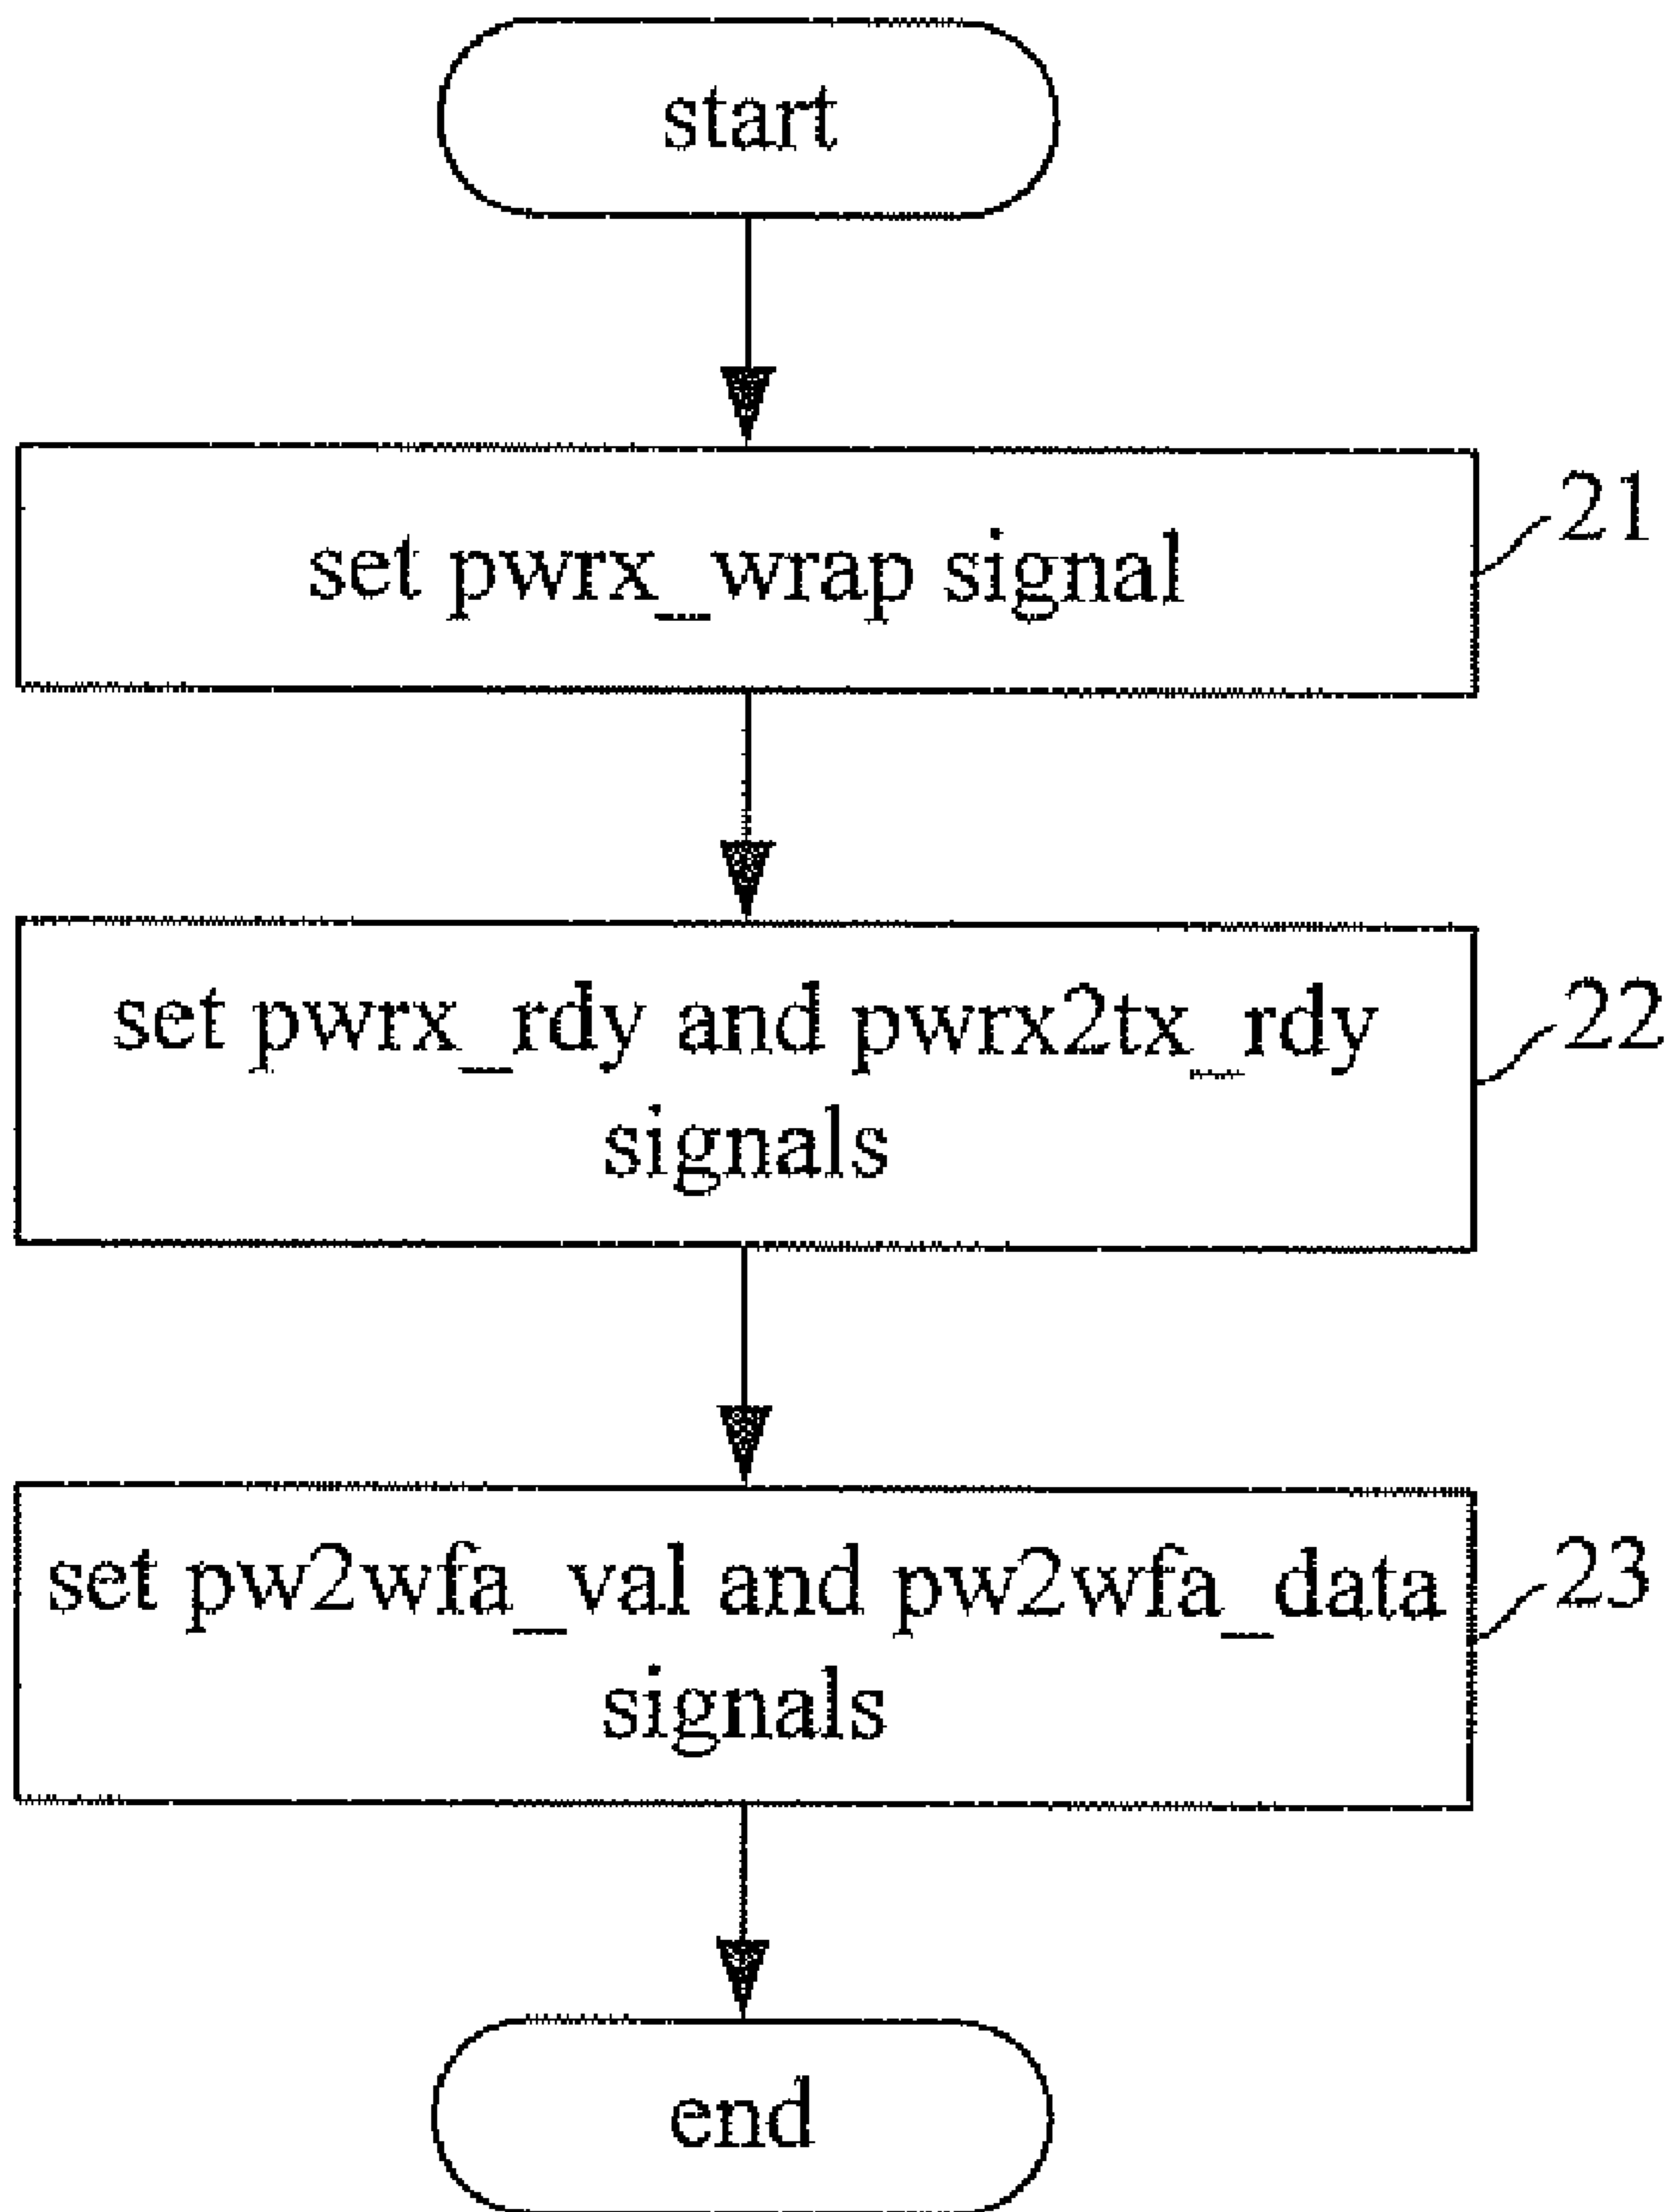 start
set pwrx_wrap signal
21
set pwrx_rdy and pwrx2tx_rdy
signals
22
set pw2wfa_val and pw2wfa_data
signals
23
end